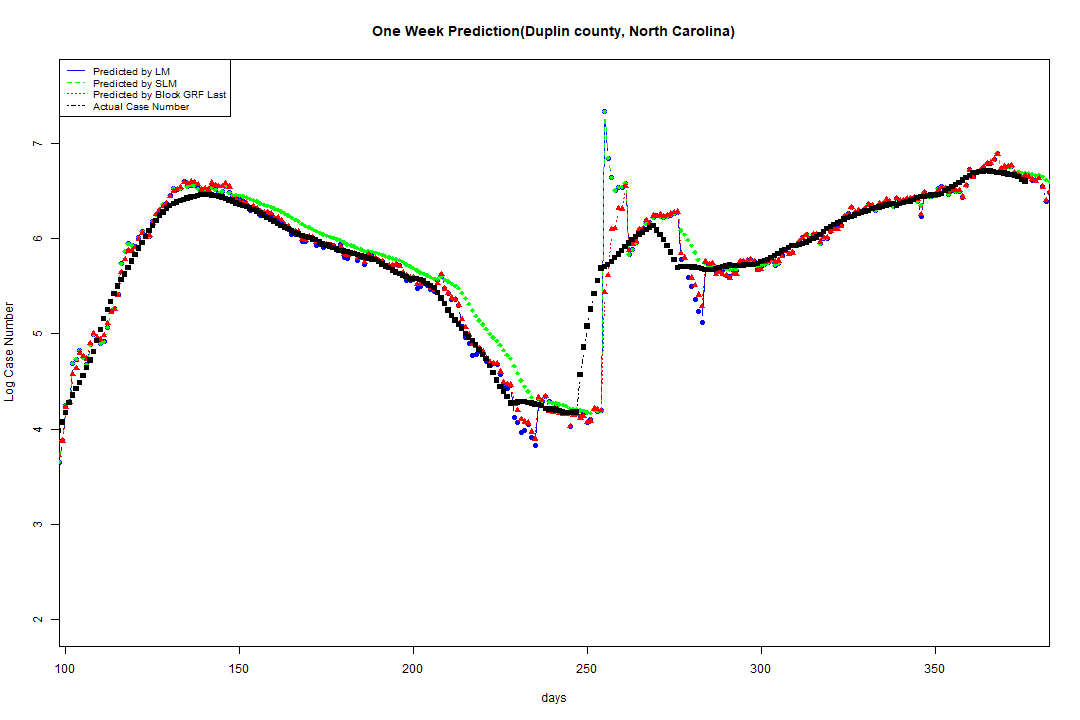 One Week Prediction(Duplin county, North Carolina)
Predicted by LM
Predicted by SLM
Predicted by Block GRF Last
Actual Case Number
Log Case Number
7
6
5
4
3
2
100 150 200 250 300 350
days